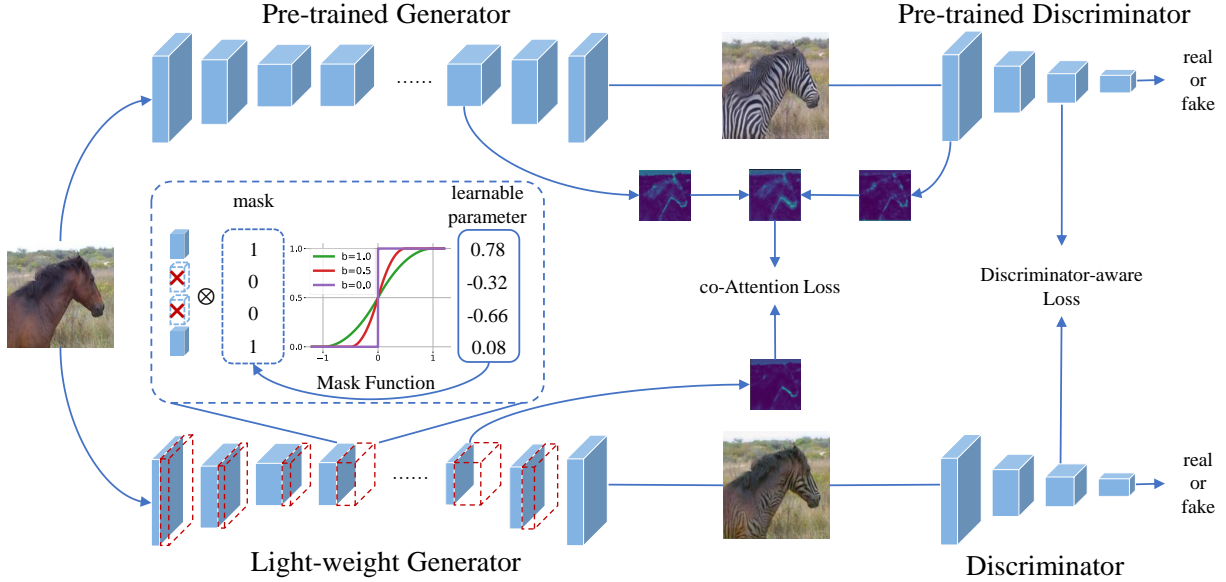 Pre-trained Generator
Pre-trained Discriminator
......
real
or
fake
mask
learnable
parameter
1
0
0
1
1.0
0.5
0.0
b=1.0
b=0.5
b=0.0
−1
0
1
0.78
-0.32
-0.66
0.08
Mask Function
co-Attention Loss
Discriminator-aware
Loss
......
real
or
fake
Light-weight Generator
Discriminator